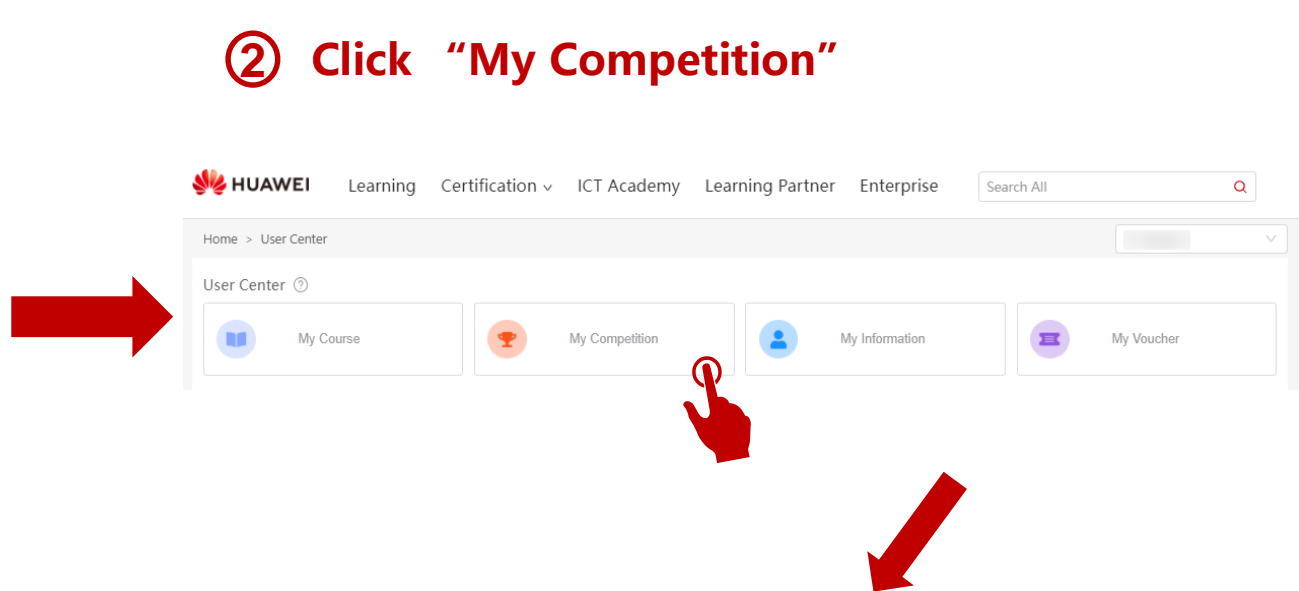 ② Click “My Competition”
HUAWEI Learning Certification ICT Academy Learning Partner Enterprise Search All
Home > User Center
User Center ?
My Course My Competition My Information My Voucher